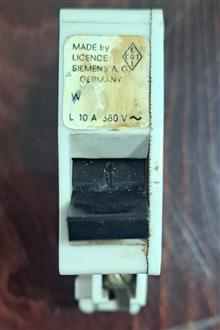 MADE by
LICENCE:
SIEMENS A.G.
GERMANY
W
L 10 A 380 V ~